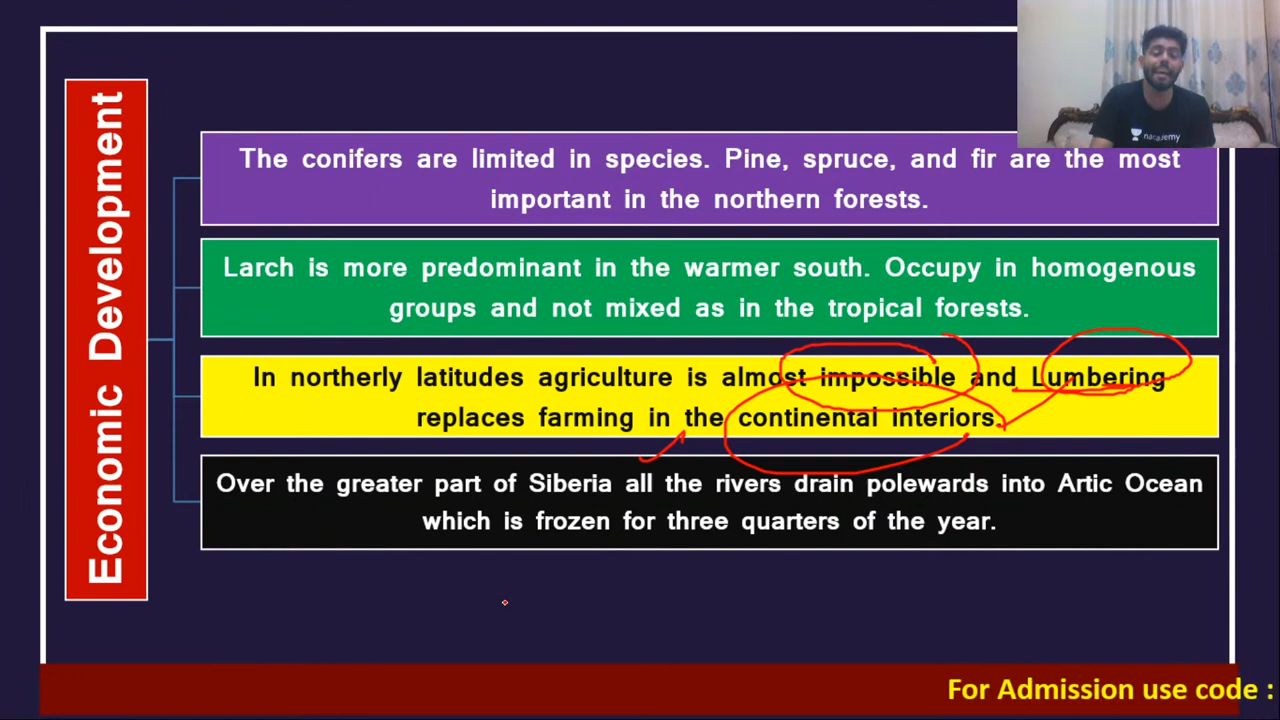 Economic Development
The conifers are limited in species. Pine, spruce, and fir are the most
important in the northern forests.
Larch is more predominant in the warmer south. Occupy in homogenous
groups and not mixed as in the tropical forests.
In northerly latitudes agriculture is almost impossible and Lumbering
replaces farming in the continental interiors.
Over the greater part of Siberia all the rivers drain polewards into Artic Ocean
which is frozen for three quarters of the year.
nacademy
For Admission use code :